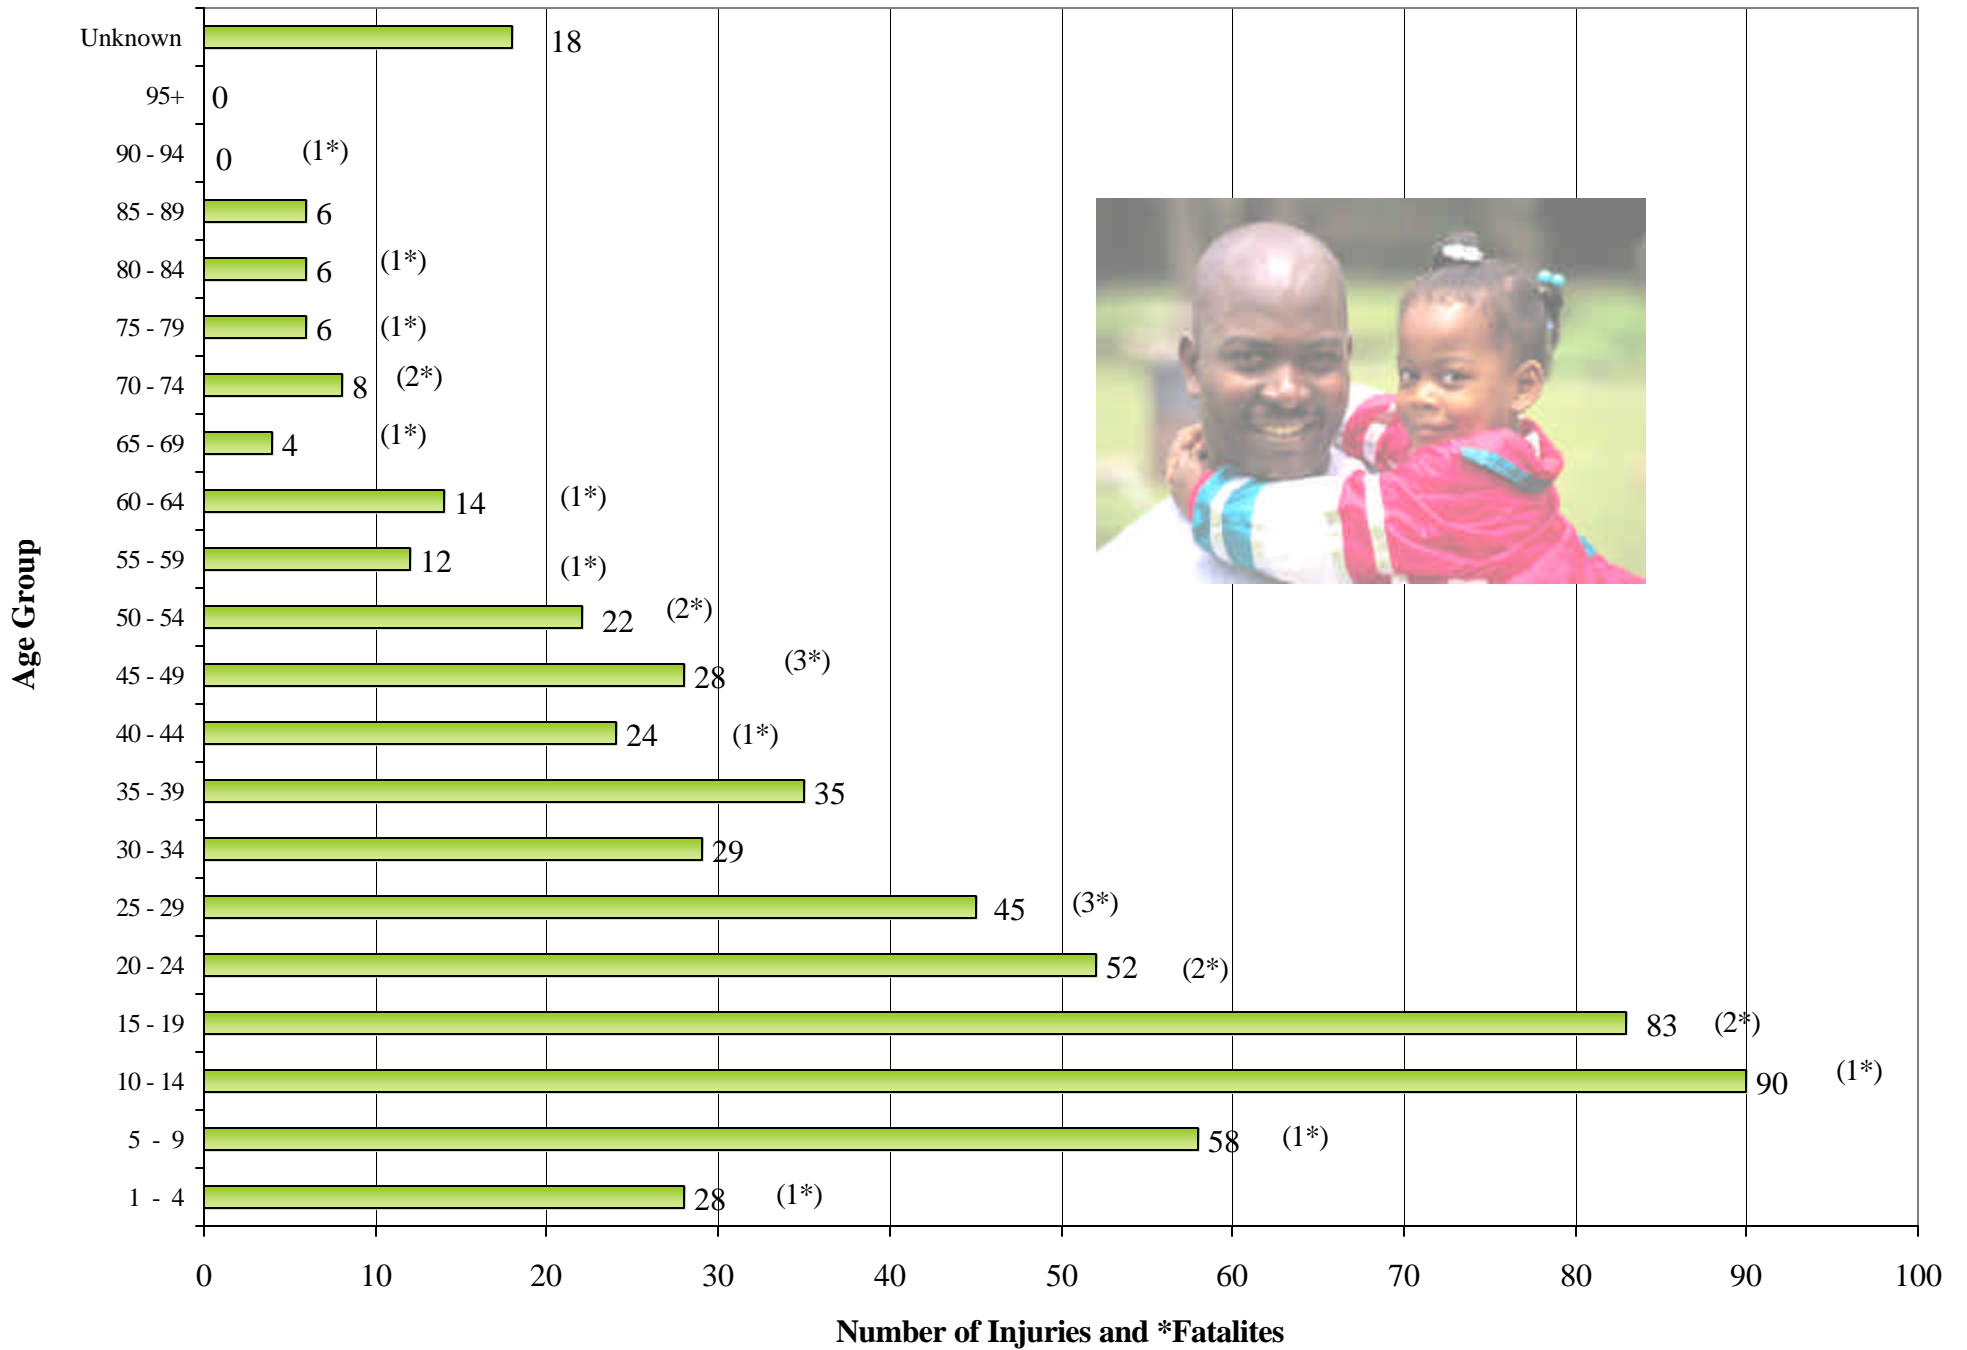 Unknown 18
95+ 0
90 - 94 0 (1*)
85 - 89 6
80 - 84 6 (1*)
75 - 79 6 (1*)
70 - 74 8 (2*)
65 - 69 4 (1*)
60 - 64 14 (1*)
55 - 59 12 (1*)
50 - 54 22 (2*)
45 - 49 28 (3*)
40 - 44 24 (1*)
35 - 39 35
30 - 34 29
25 - 29 45 (3*)
20 - 24 52 (2*)
15 - 19 83 (2*)
10 - 14 90 (1*)
5 - 9 58 (1*)
1 - 4 28 (1*)
Age Group
0 10 20 30 40 50 60 70 80 90 100
Number of Injuries and *Fatalites